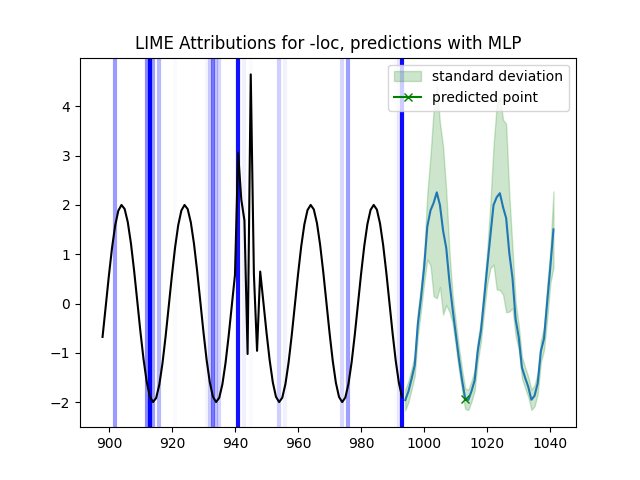 LIME Attributions for -loc, predictions with MLP
standard deviation
predicted point
4
3
2
1
0
−1
−2
900 920 940 960 980 1000 1020 1040